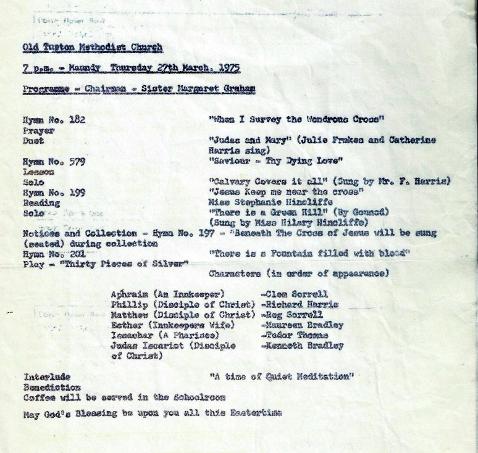 Old Tupton Methodist Church
7 p.m. - Maundy Thursday 27th March. 1975
Programme - Chairman - Sister Margaret Graham
Hymn No. 182 "When I Survey the Wondrous Cross"
Prayer
Duet "Judas and Mary" (Julie Frakes and Catherine
Harris sing)
Hymn No. 579 "Saviour - Thy Dying Love"
Lesson
Solo "Calvary Covers it all" (Sung by Mr. F. Harris)
Hymn No. 199 "Jesus Keep me near the cross"
Reading Miss Stephanie Hincliffe
Solo "There is a Green Hill" (By Gounod)
(Sung by Miss Hilary Hincliffe)
Notices and Collection - Hymn No. 197 - "Beneath The Cross of Jesus will be sung
(seated) during collection
Hymn No. 201 "There is a Fountain filled with blood"
Play - "Thirty Pieces of Silver"
Characters (in order of appearance)
Aphraim (An Innkeeper) -Clem Sorrell
Phillip (Disciple of Christ) -Richard Harris
Matthew (Disciple of Christ) -Reg Sorrell
Esther (Innkeepers Wife) -Maureen Bradley
Issachar (A Pharisee) -Tedor Thomas
Judas Iscariot (Disciple -Kenneth Bradley
of Christ)
Interlude "A time of Quiet Meditation"
Benediction
Coffee will be served in the Schoolroom
May God's Blessing be upon you all this Eastertime